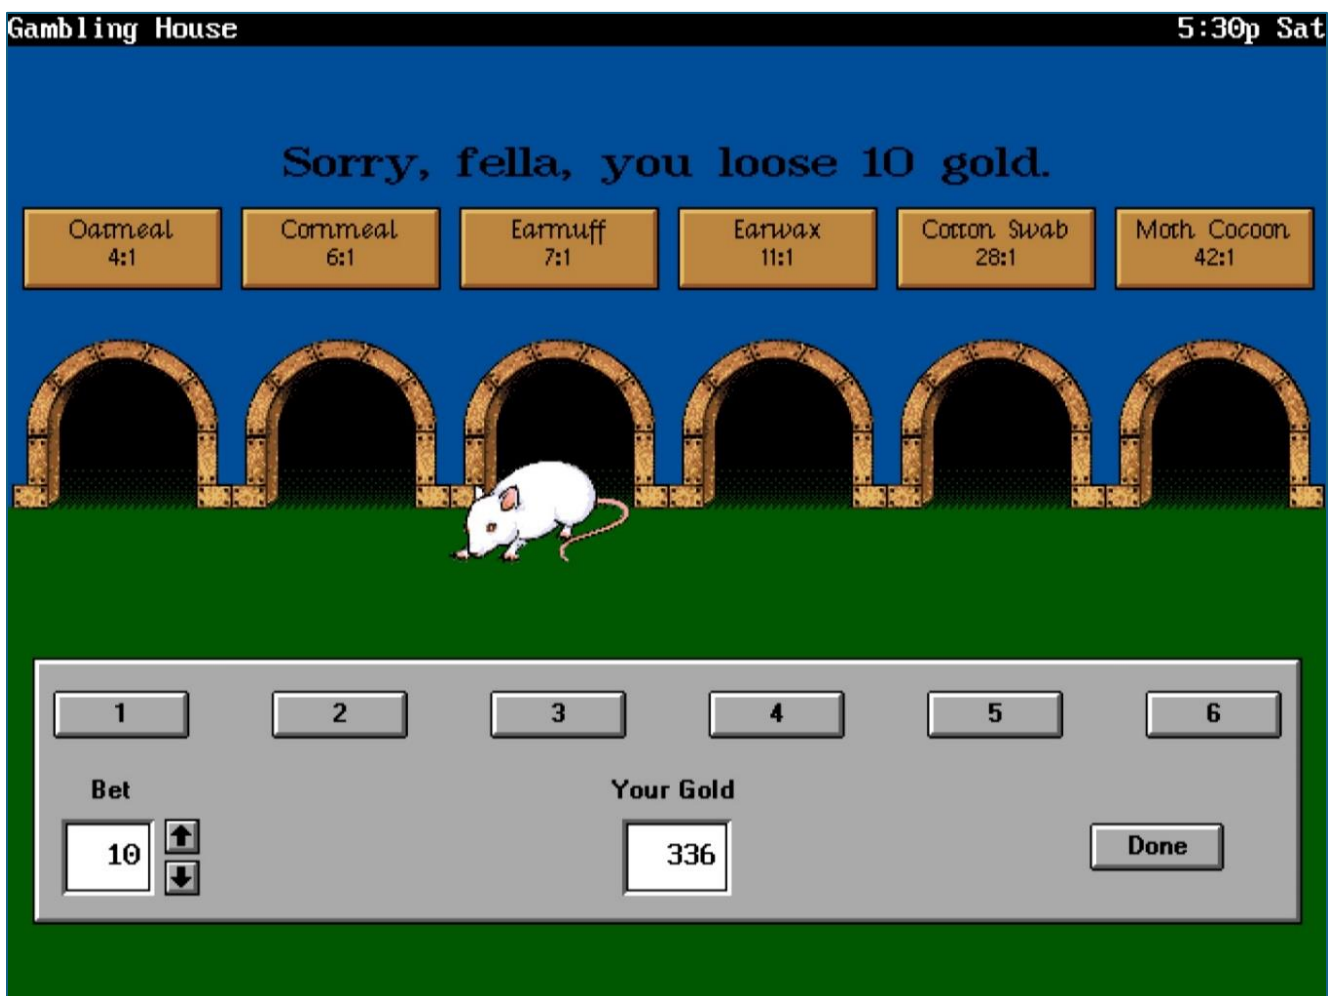 Gambling House 5:30p Sat
Sorry, fella, you loose 10 gold.
Oatmeal Cornmeal Earmuff Earwax Cotton Swab Moth Cocoon
4:1 6:1 7:1 11:1 28:1 42:1
1 2 3 4 5 6
Bet Your Gold
10 336 Done